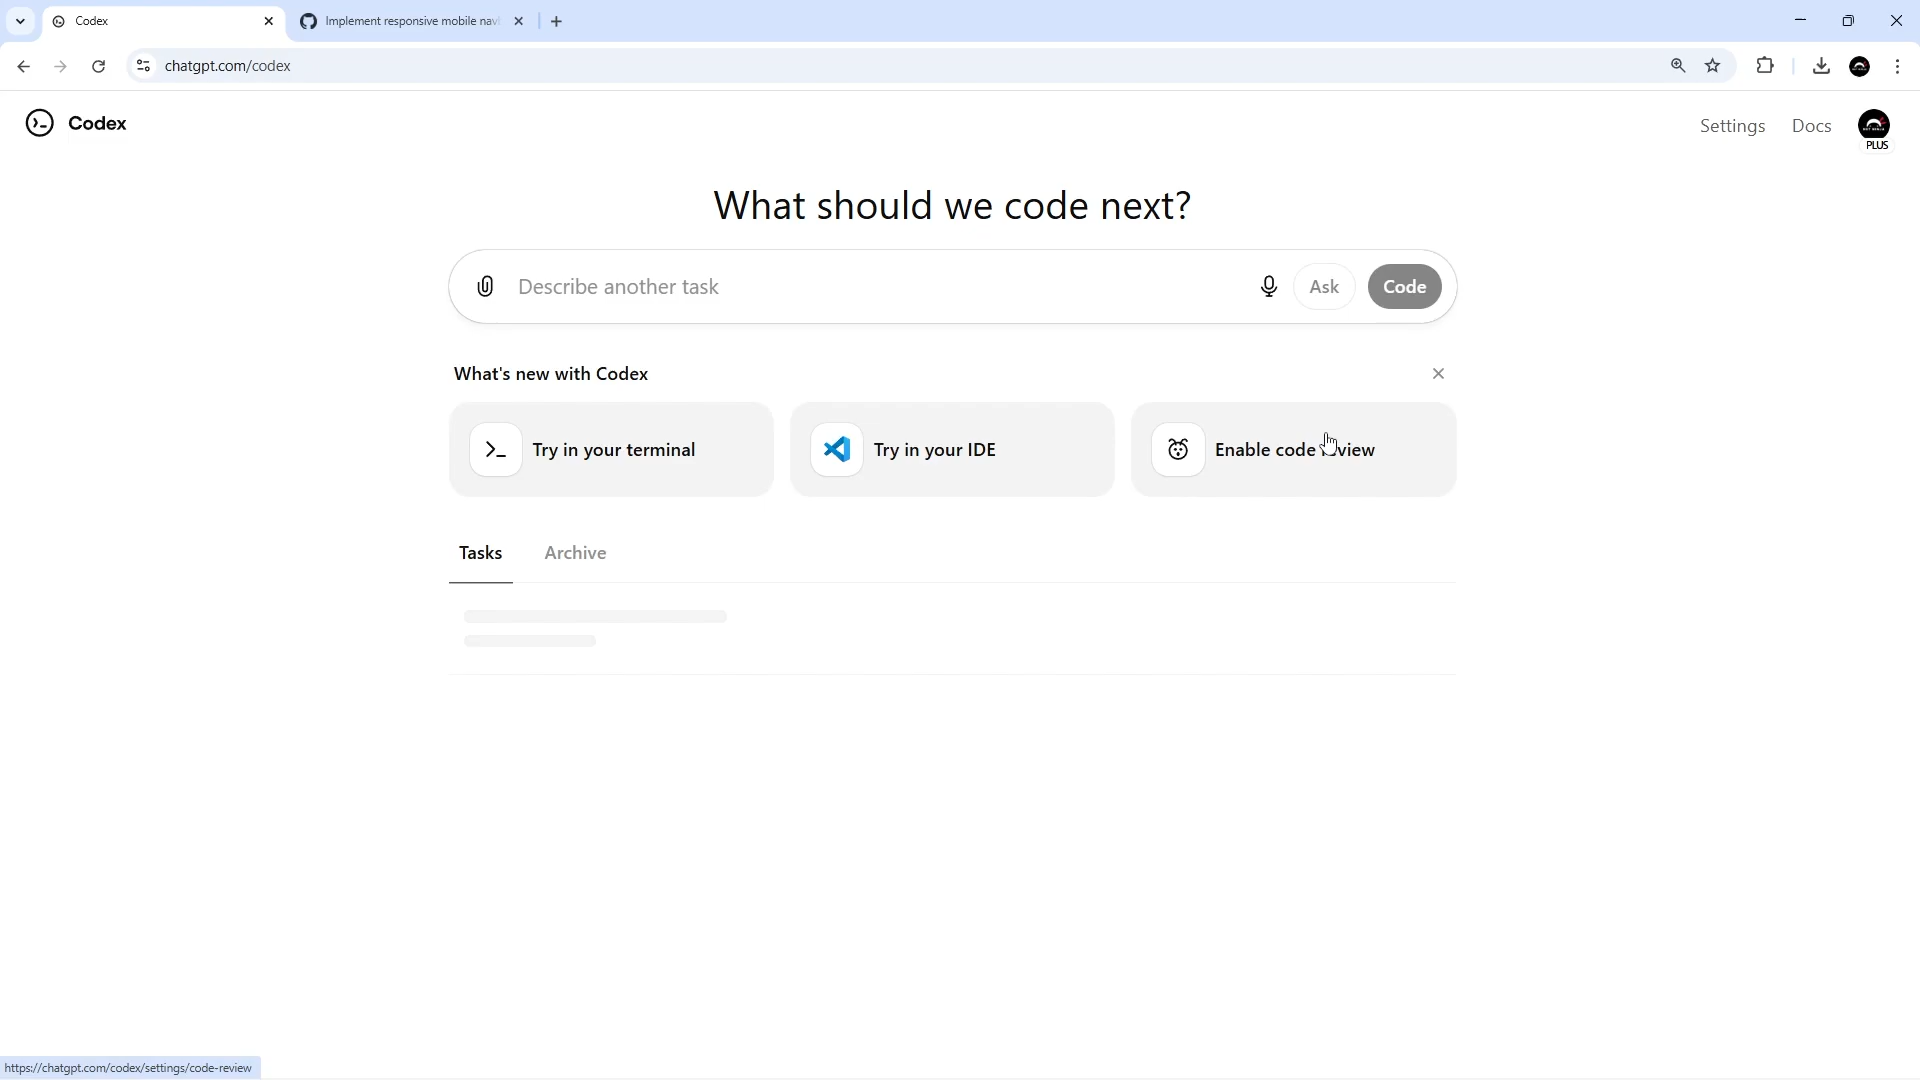 Codex
Implement responsive mobile nav
chatgpt.com/codex
Codex
Settings
Docs
PLUS
What should we code next?
Describe another task
Ask
Code
What's new with Codex
Try in your terminal
Try in your IDE
Enable code review
Tasks
Archive
https://chatgpt.com/codex/settings/code-review